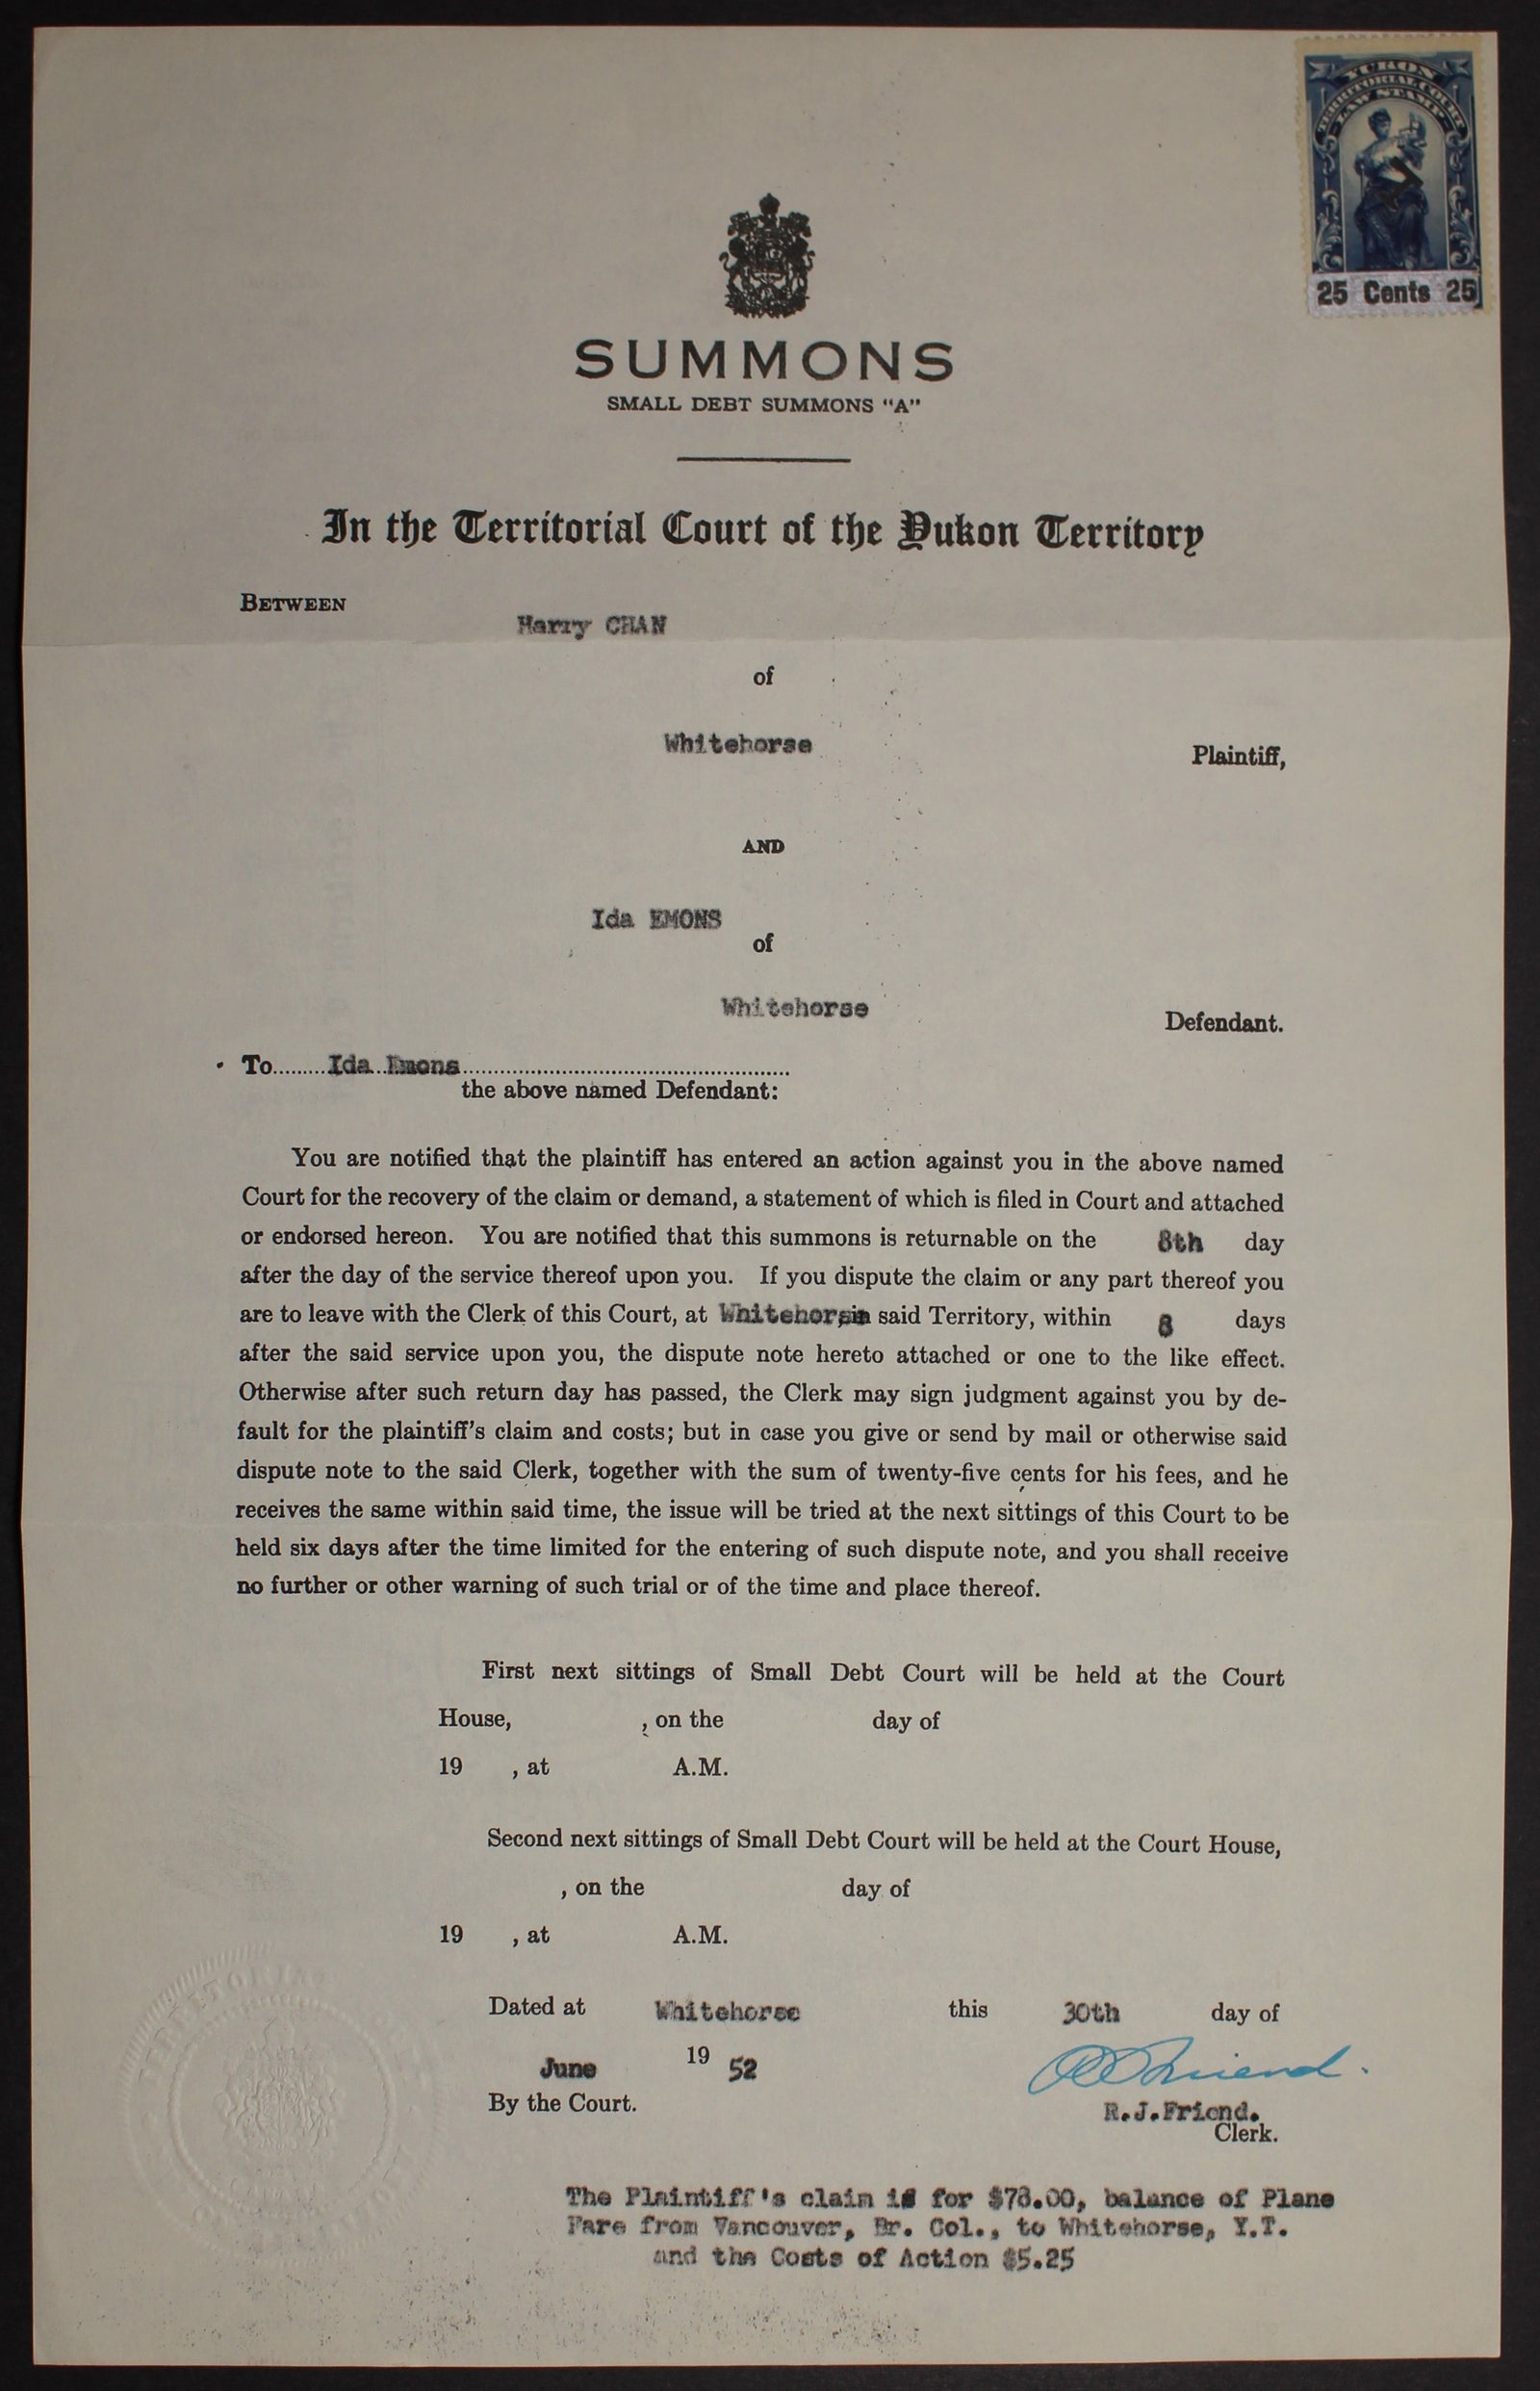 YUKON
TERRITORIAL COURT
LAW STAMP
25 Cents 25
SUMMONS
SMALL DEBT SUMMONS "A"
In the Territorial Court of the Yukon Territory
BETWEEN
Harry CHAN
of
Whitehorse
Plaintiff,
AND
Ida EMONS
of
Whitehorse
Defendant.
To.........Ida Emons..........
the above named Defendant:
You are notified that the plaintiff has entered an action against you in the above named
Court for the recovery of the claim or demand, a statement of which is filed in Court and attached
or endorsed hereon. You are notified that this summons is returnable on the 8th day
after the day of the service thereof upon you. If you dispute the claim or any part thereof you
are to leave with the Clerk of this Court, at Whitehorse in said Territory, within 8 days
after the said service upon you, the dispute note hereto attached or one to the like effect.
Otherwise after such return day has passed, the Clerk may sign judgment against you by de-
fault for the plaintiff's claim and costs; but in case you give or send by mail or otherwise said
dispute note to the said Clerk, together with the sum of twenty-five cents for his fees, and he
receives the same within said time, the issue will be tried at the next sittings of this Court to be
held six days after the time limited for the entering of such dispute note, and you shall receive
no further or other warning of such trial or of the time and place thereof.
First next sittings of Small Debt Court will be held at the Court
House, , on the day of
19 , at A.M.
Second next sittings of Small Debt Court will be held at the Court House,
, on the day of
19 , at A.M.
Dated at Whitehorse this 30th day of
June 19 52
By the Court.
R J Friend.
R.J.Friend.
Clerk.
The Plaintiff's claim is for $78.00, balance of Plane
Fare from Vancouver, Br. Col., to Whitehorse, Y.T.
and the Costs of Action $5.25